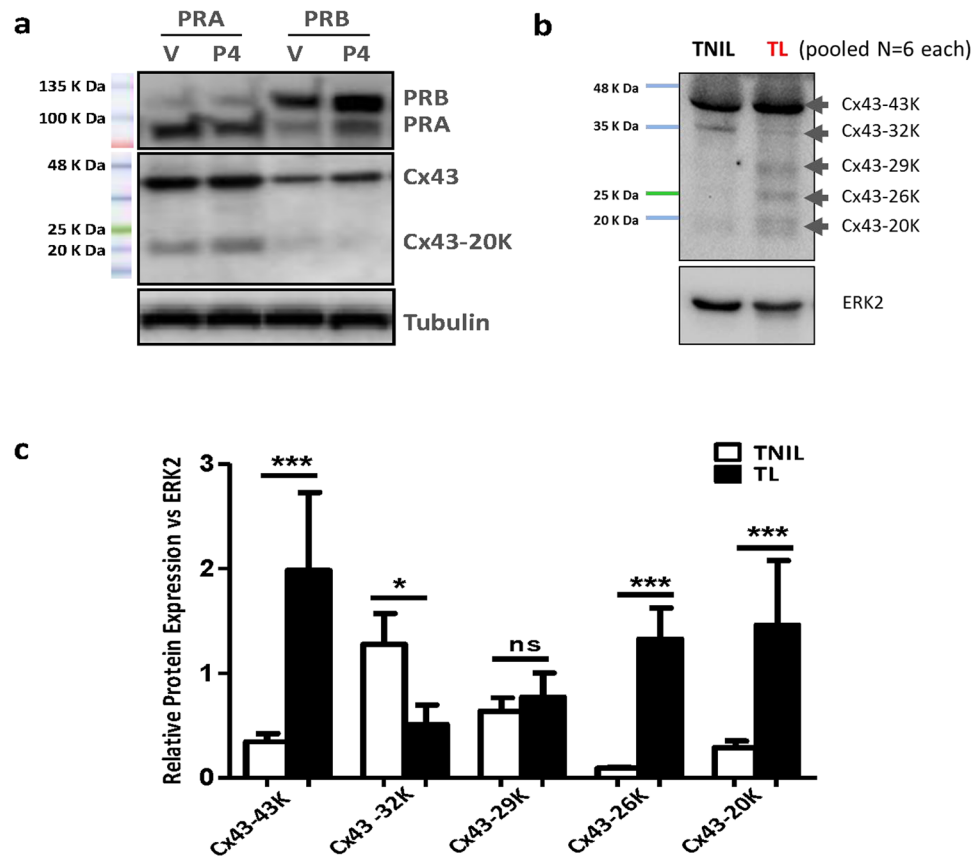 a
PRA PRB
V P4 V P4
135 K Da
100 K Da
PRB
PRA
48 K Da
25 K Da
20 K Da
Cx43
Cx43-20K
Tubulin
b
TNIL TL (pooled N=6 each)
48 K Da
35 K Da
25 K Da
20 K Da
Cx43-43K
Cx43-32K
Cx43-29K
Cx43-26K
Cx43-20K
ERK2
c
Relative Protein Expression vs ERK2
3
2
1
0
TNIL
TL
***
*
ns
***
***
Cx43-43K
Cx43 -32K
Cx43-29K
Cx43-26K
Cx43-20K